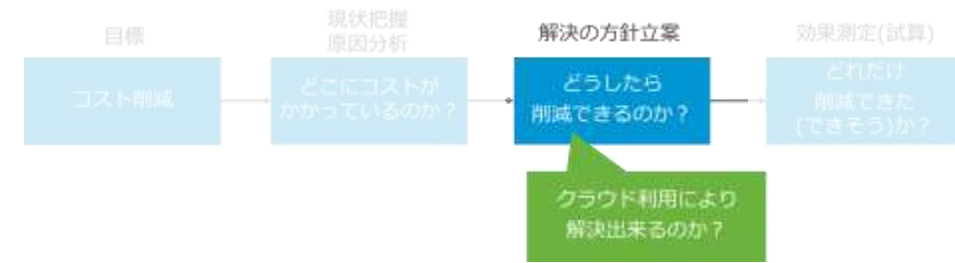 目標
コスト削減
現状把握
原因分析
どこにコストが
かかっているのか？
解決の方針立案
どうしたら
削減できるのか？
クラウド利用により
解決出来るのか？
効果測定(試算)
どれだけ
削減できた
(できそう)か？